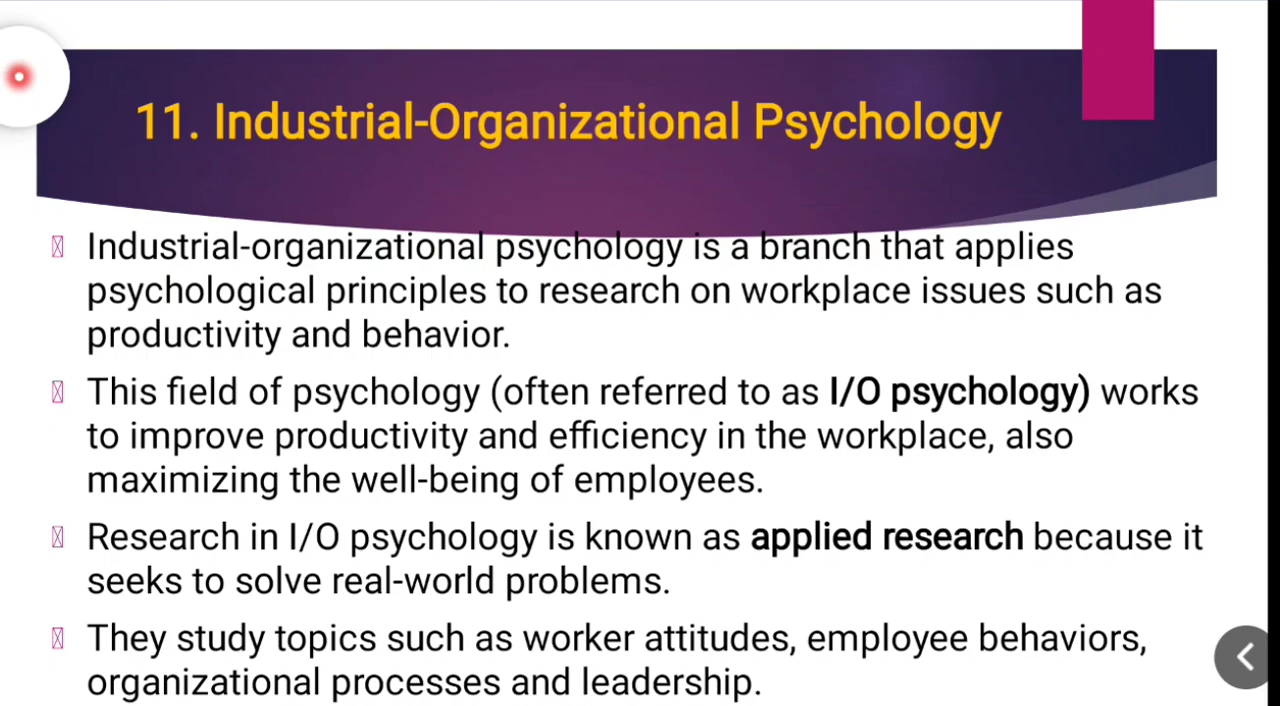 11. Industrial-Organizational Psychology
Industrial-organizational psychology is a branch that applies
psychological principles to research on workplace issues such as
productivity and behavior.
This field of psychology (often referred to as I/O psychology) works
to improve productivity and efficiency in the workplace, also
maximizing the well-being of employees.
Research in I/O psychology is known as applied research because it
seeks to solve real-world problems.
They study topics such as worker attitudes, employee behaviors,
organizational processes and leadership.